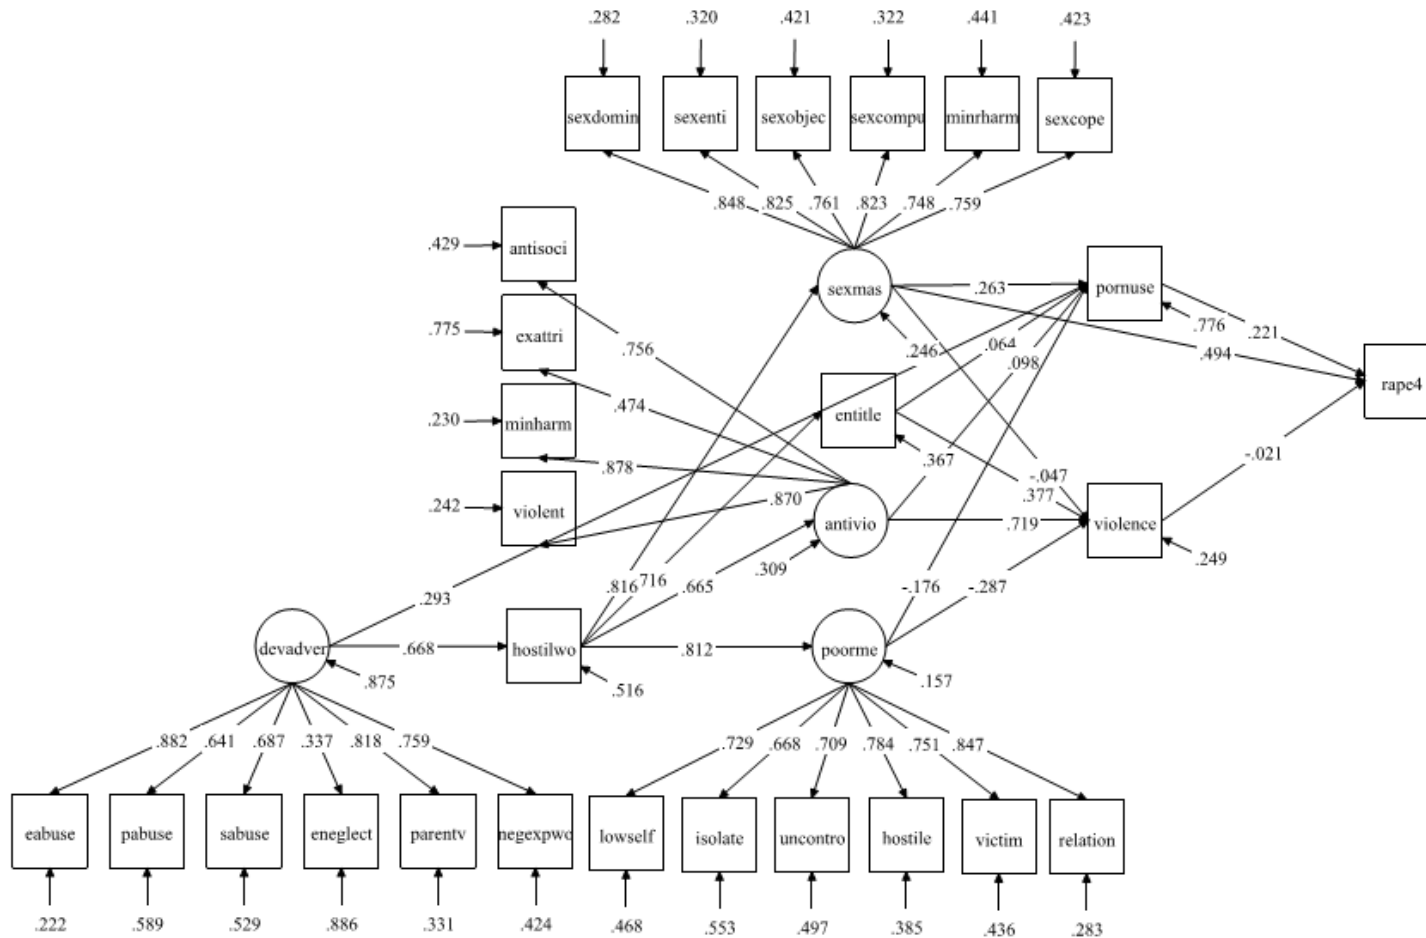 .282 .320 .421 .322 .441 .423
sexdomin sexenti sexobjec sexcompu minrharm sexcope
.848 .825 .761 .823 .748 .759
.429 antisoci
sexmas .263 pornuse
.775 exattri .756 .246 .064 .098 .776 .221
.494
rape4
.474 entitle
.230 minharm
.878 .367 -.047 -.021
.870 .377
.242 violent antivio .719 violence
.309 .249
.816 .716 .665 -.176 -.287
.293
devadver .668 hostilwo .812 poorme
.875 .516 .157
.882 .641 .687 .337 .818 .759 .729 .668 .709 .784 .751 .847
eabuse pabuse sabuse eneglect parentv negexpwo lowself isolate uncontro hostile victim relation
.222 .589 .529 .886 .331 .424 .468 .553 .497 .385 .436 .283